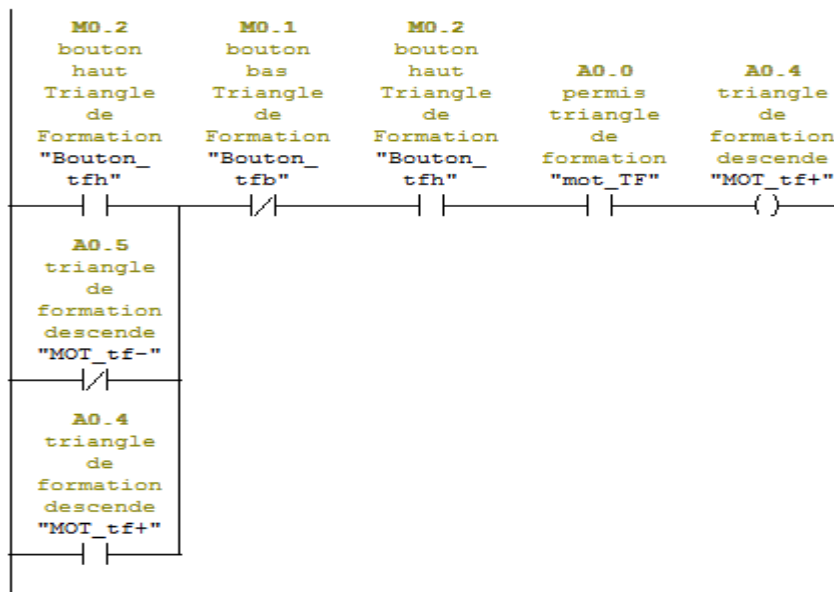 M0.2
bouton
haut
Triangle
de
Formation
"Bouton_
tfh"
M0.1
bouton
bas
Triangle
de
Formation
"Bouton_
tfb"
M0.2
bouton
haut
Triangle
de
Formation
"Bouton_
tfh"
A0.0
permis
triangle
de
formation
"mot_TF"
A0.4
triangle
de
formation
descende
"MOT_tf+"
A0.5
triangle
de
formation
descende
"MOT_tf-"
A0.4
triangle
de
formation
descende
"MOT_tf+"